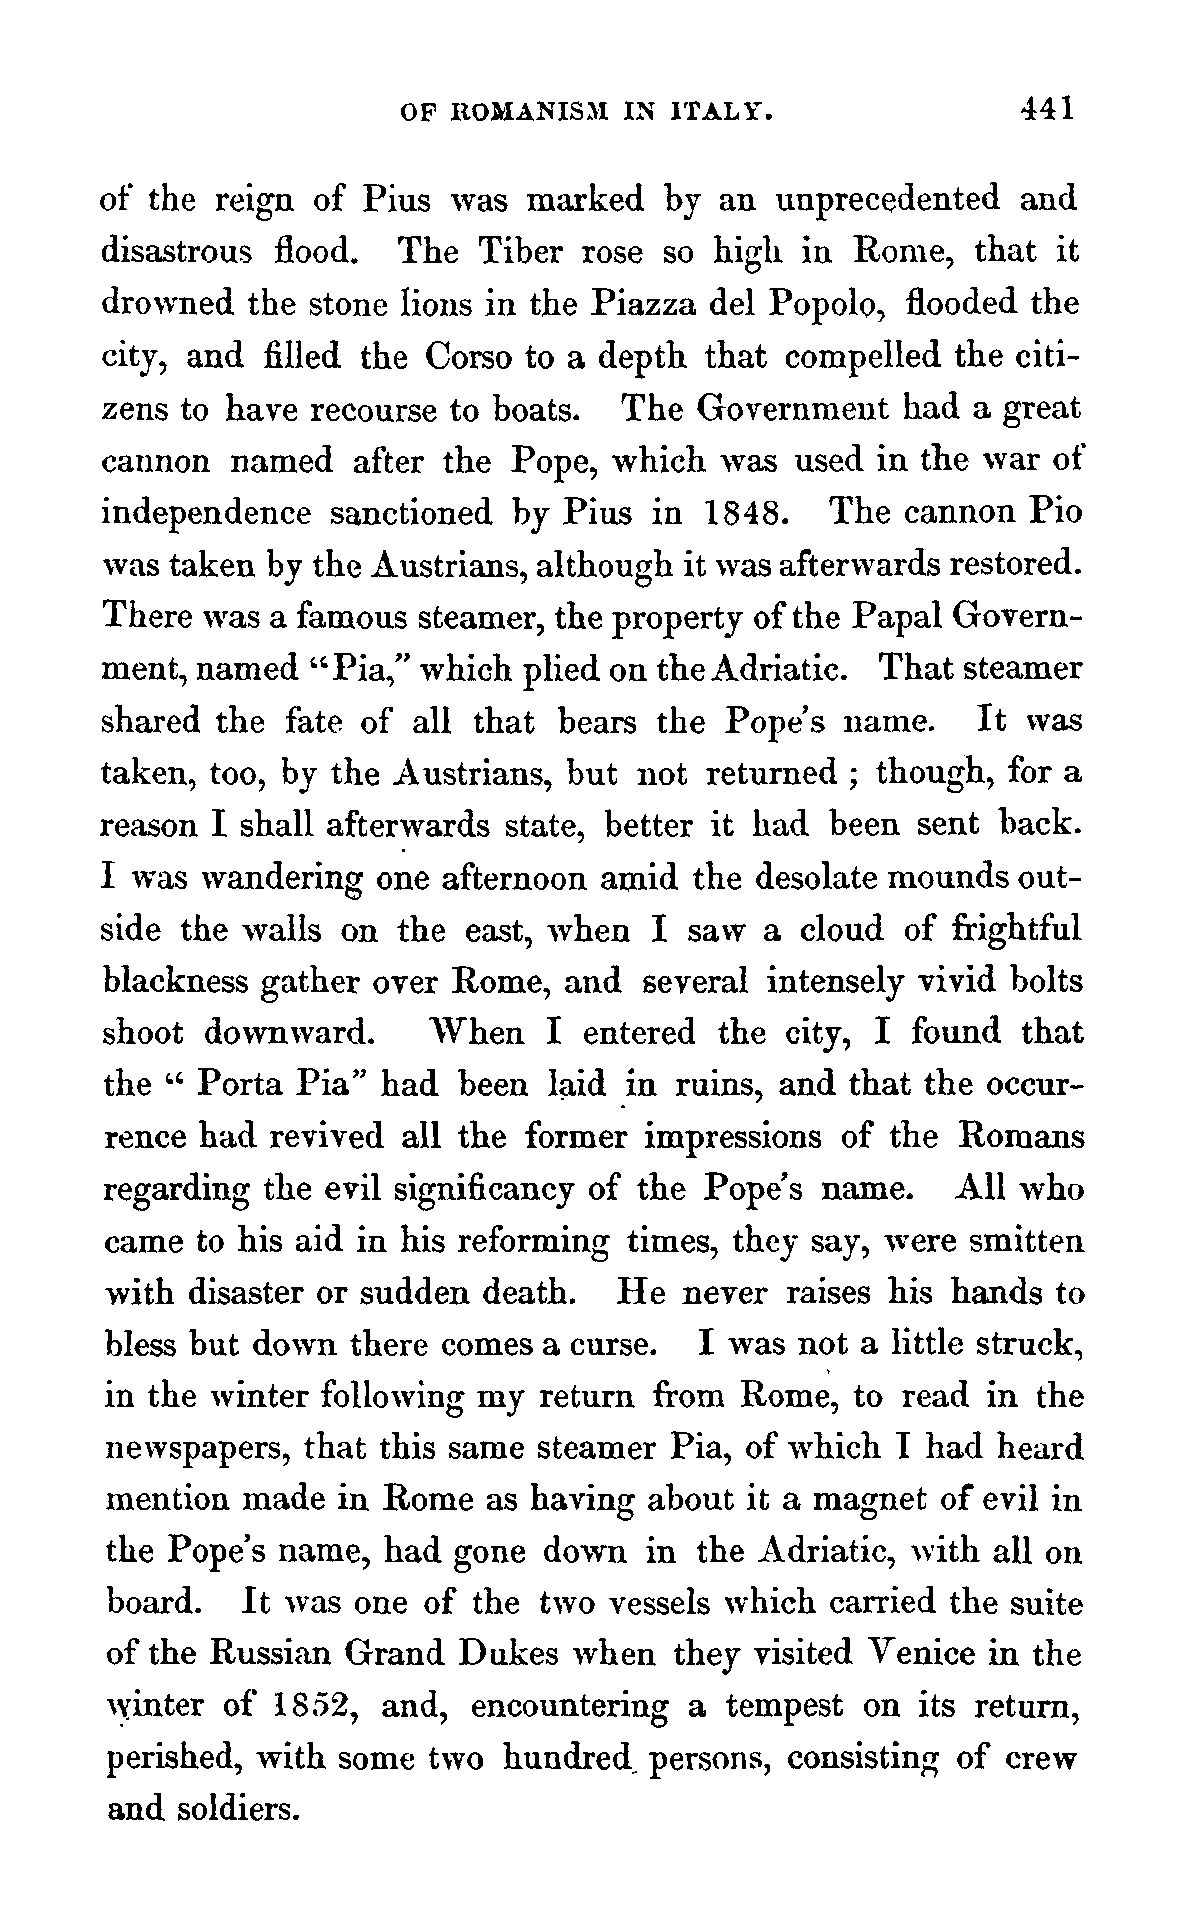 OF ROMANISM IN ITALY. 441
of the reign of Pius was marked by an unprecedented and
disastrous flood. The Tiber rose so high in Rome, that it
drowned the stone lions in the Piazza del Popolo, flooded the
city, and filled the Corso to a depth that compelled the citi-
zens to have recourse to boats. The Government had a great
cannon named after the Pope, which was used in the war of
independence sanctioned by Pius in 1848. The cannon Pio
was taken by the Austrians, although it was afterwards restored.
There was a famous steamer, the property of the Papal Govern-
ment, named “Pia,” which plied on the Adriatic. That steamer
shared the fate of all that bears the Pope’s name. It was
taken, too, by the Austrians, but not returned ; though, for a
reason I shall afterwards state, better it had been sent back.
I was wandering one afternoon amid the desolate mounds out-
side the walls on the east, when I saw a cloud of frightful
blackness gather over Rome, and several intensely vivid bolts
shoot downward. When I entered the city, I found that
the “ Porta Pia” had been laid in ruins, and that the occur-
rence had revived all the former impressions of the Romans
regarding the evil significancy of the Pope’s name. All who
came to his aid in his reforming times, they say, were smitten
with disaster or sudden death. He never raises his hands to
bless but down there comes a curse. I was not a little struck,
in the winter following my return from Rome, to read in the
newspapers, that this same steamer Pia, of which I had heard
mention made in Rome as having about it a magnet of evil in
the Pope’s name, had gone down in the Adriatic, with all on
board. It was one of the two vessels which carried the suite
of the Russian Grand Dukes when they visited Venice in the
winter of 1852, and, encountering a tempest on its return,
perished, with some two hundred persons, consisting of crew
and soldiers.